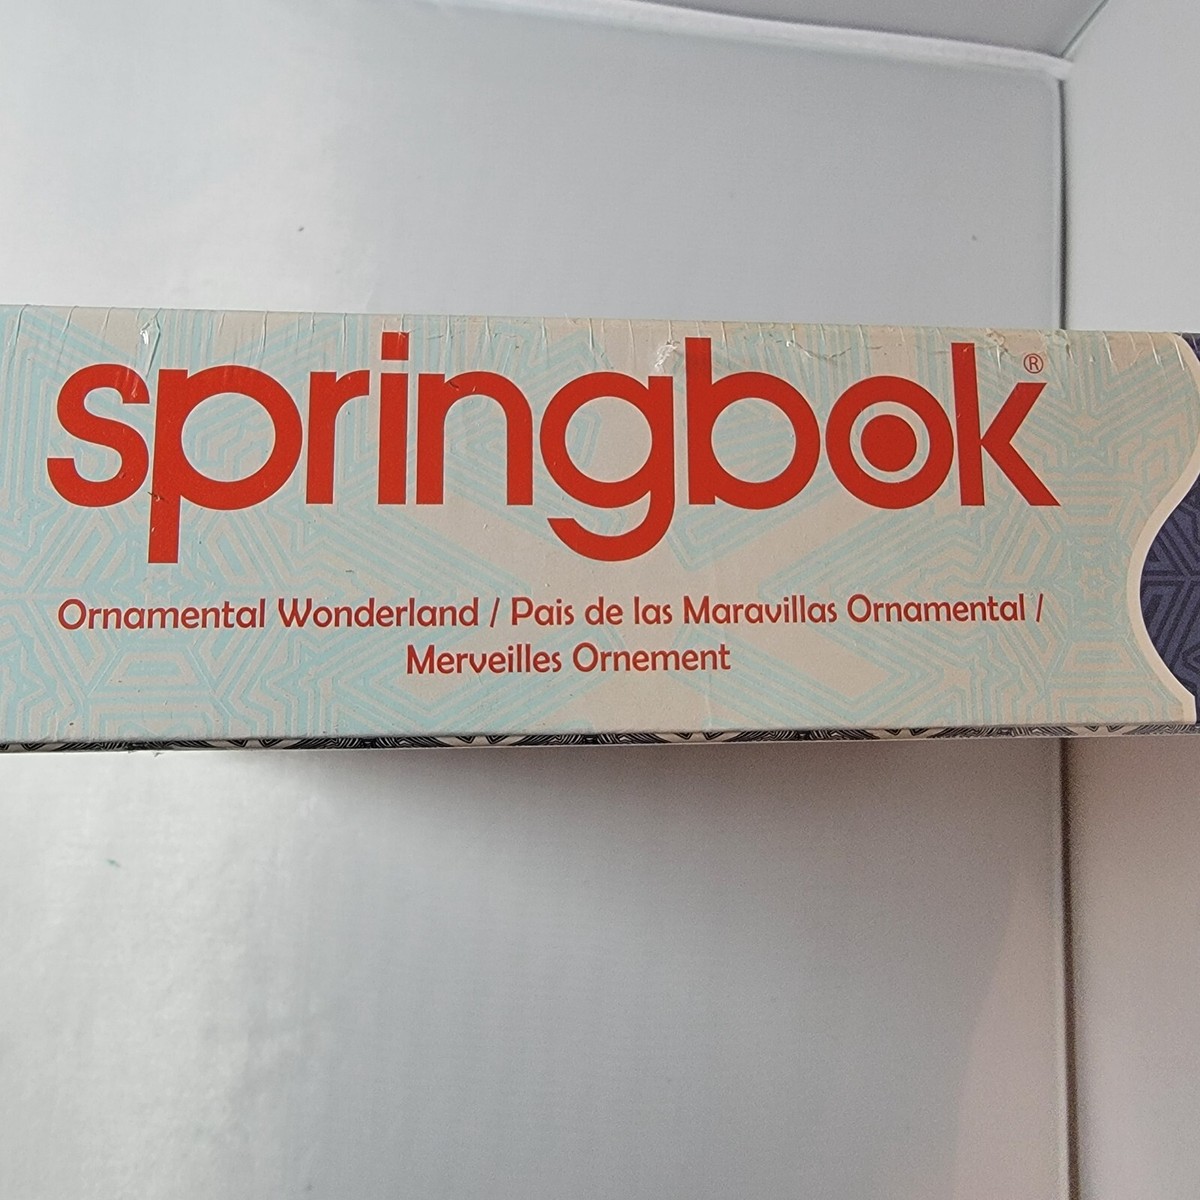 springbok®
Ornamental Wonderland / Pais de las Maravillas Ornamental /
Merveilles Ornement